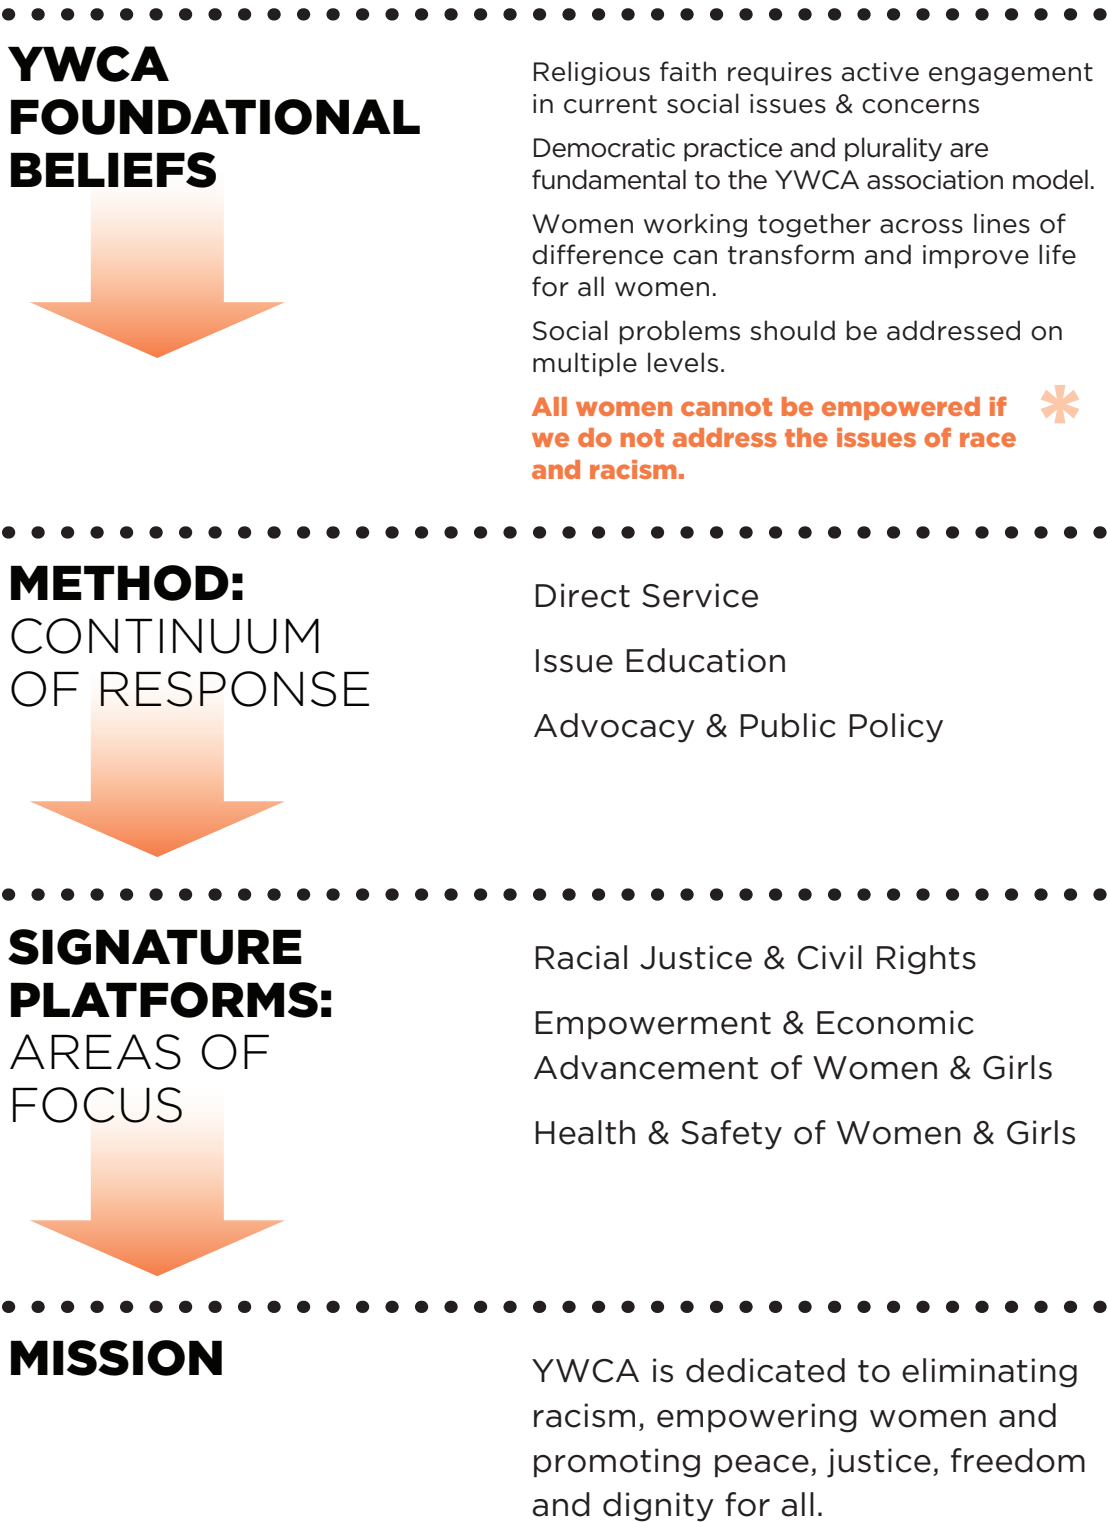 YWCA
FOUNDATIONAL
BELIEFS
Religious faith requires active engagement
in current social issues & concerns
Democratic practice and plurality are
fundamental to the YWCA association model.
Women working together across lines of
difference can transform and improve life
for all women.
Social problems should be addressed on
multiple levels.
All women cannot be empowered if *
we do not address the issues of race
and racism.
METHOD:
CONTINUUM
OF RESPONSE
Direct Service
Issue Education
Advocacy & Public Policy
SIGNATURE
PLATFORMS:
AREAS OF
FOCUS
Racial Justice & Civil Rights
Empowerment & Economic
Advancement of Women & Girls
Health & Safety of Women & Girls
MISSION
YWCA is dedicated to eliminating
racism, empowering women and
promoting peace, justice, freedom
and dignity for all.